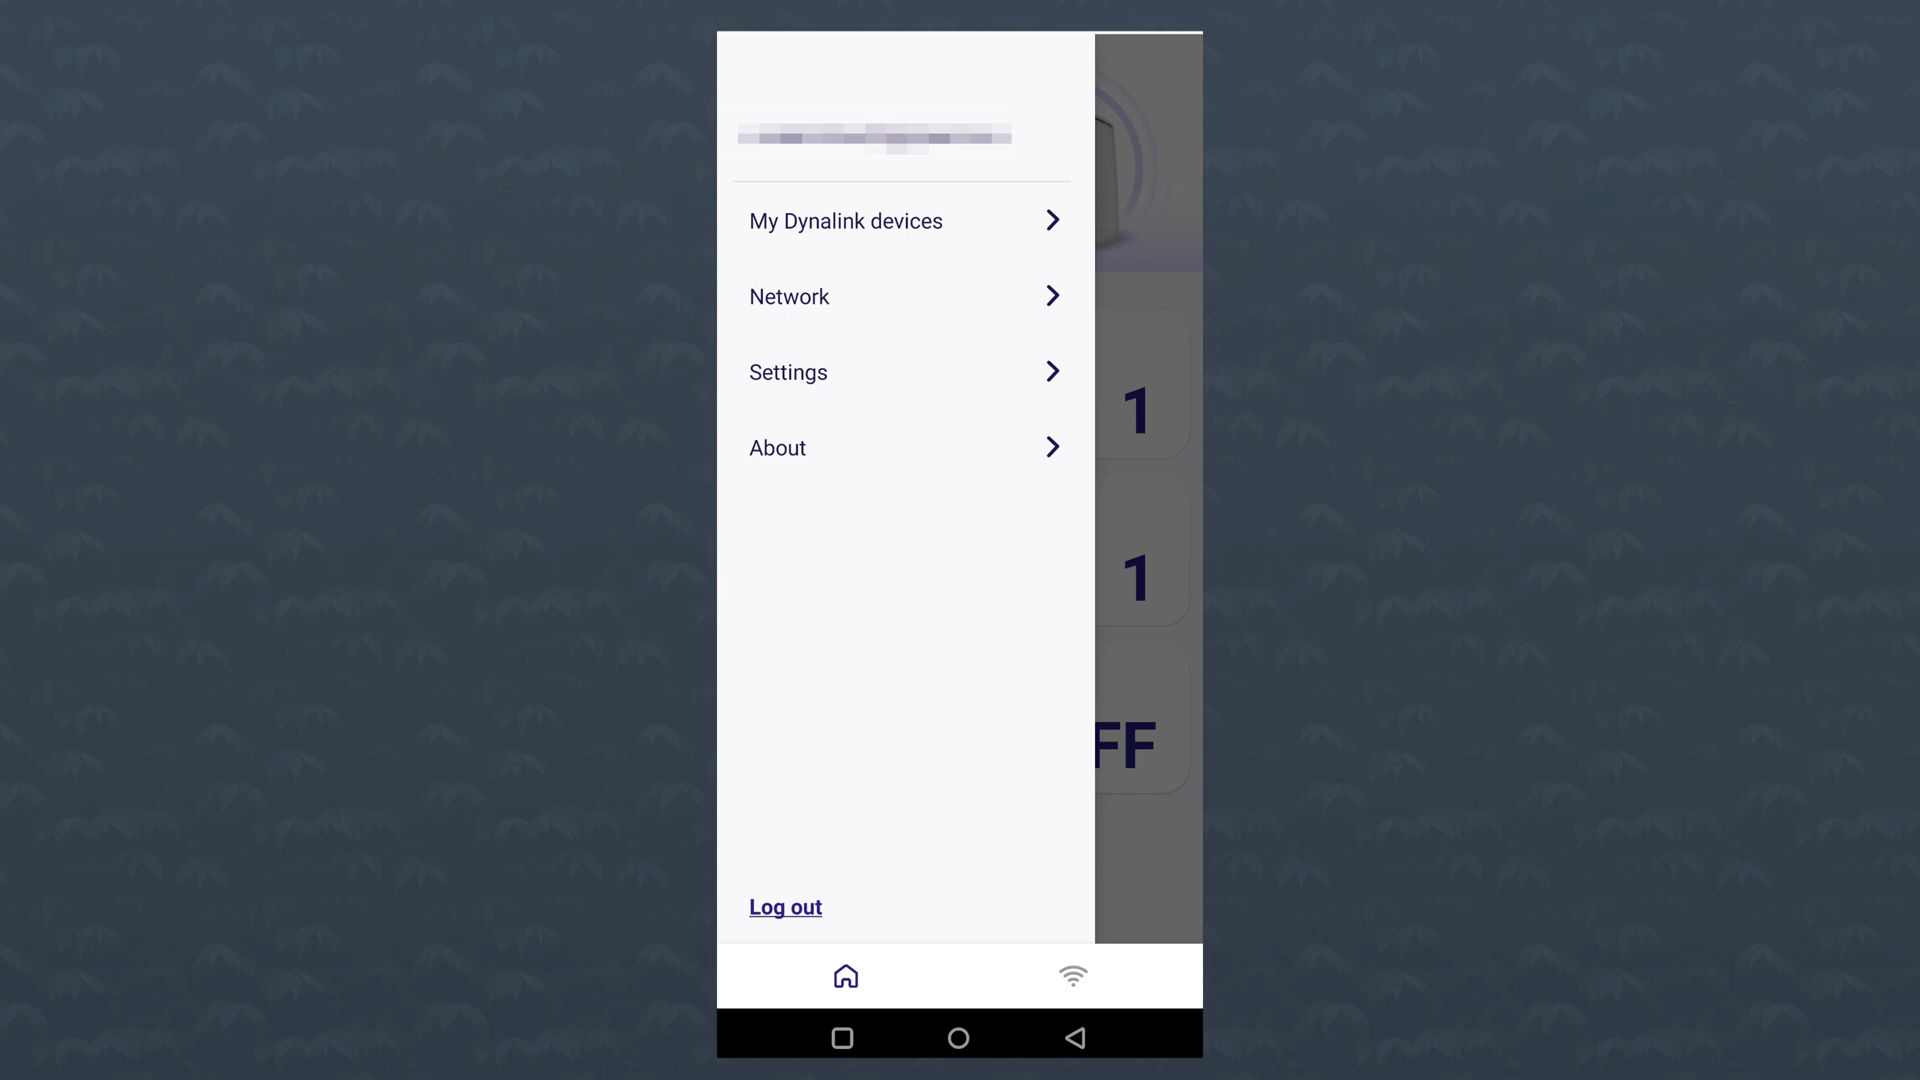 My Dynalink devices
Network
1
Settings
1
About
FF
Log out